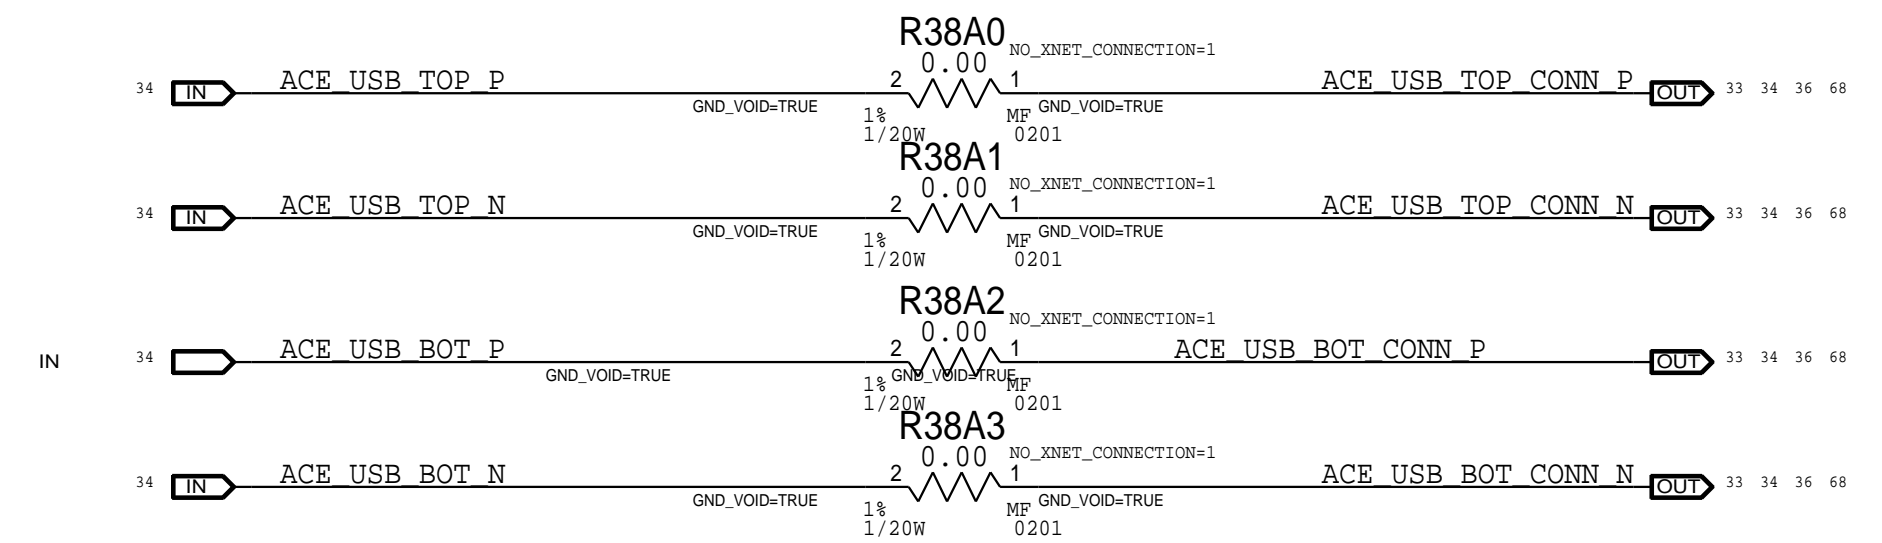 R38A0
NO_XNET_CONNECTION=1
0.00
34 IN ACE_USB_TOP_P 2 1 ACE_USB_TOP_CONN_P OUT 33 34 36 68
GND_VOID=TRUE GND_VOID=TRUE
1% MF
1/20W 0201
R38A1
0.00 NO_XNET_CONNECTION=1
34 IN ACE_USB_TOP_N 2 1 ACE_USB_TOP_CONN_N OUT 33 34 36 68
GND_VOID=TRUE GND_VOID=TRUE
1% MF
1/20W 0201
R38A2
NO_XNET_CONNECTION=1
0.00
IN 34 ACE_USB_BOT_P 2 1 ACE_USB_BOT_CONN_P OUT 33 34 36 68
GND_VOID=TRUE GND_VOID=TRUE
1% MF
1/20W 0201
R38A3
0.00 NO_XNET_CONNECTION=1
34 IN ACE_USB_BOT_N 2 1 ACE_USB_BOT_CONN_N OUT 33 34 36 68
GND_VOID=TRUE GND_VOID=TRUE
1% MF
1/20W 0201